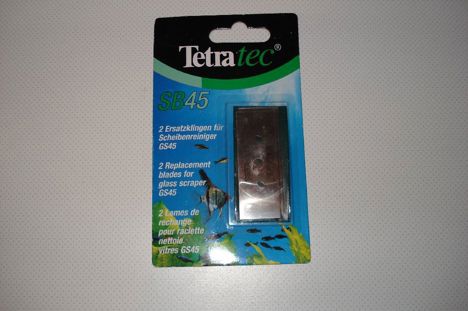 Tetratec®
SB45
2 Ersatzklingen für
Scheibenreiniger
GS45
2 Replacement
blades for
glass scraper
GS45
2 Lames de
rechange
pour raclette
nettoie
vitres GS45